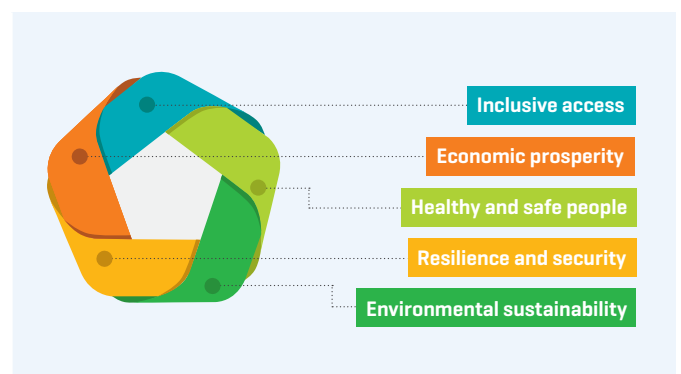 Inclusive access
Economic prosperity
Healthy and safe people
Resilience and security
Environmental sustainability